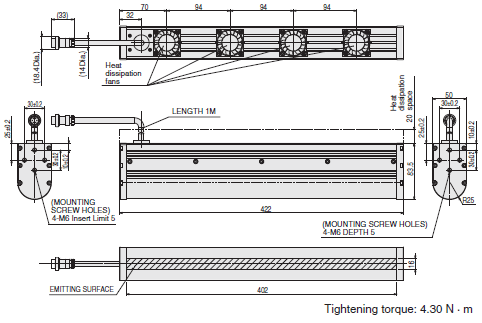 (33)
32
70
94
94
94
(18.4Dia.)
(14Dia.)
Heat
dissipation
fans
Heat
dissipation
space
20
LENGTH 1M
30±0.2
25±0.2
10±0.2
(MOUNTING
SCREW HOLES)
4-M6 Insert Limit 5
422
83.5
50
30±0.2
25±0.2
10±0.2
30±0.2
R25
(MOUNTING SCREW HOLES)
4-M6 DEPTH 5
EMITTING SURFACE
402
16
Tightening torque: 4.30 N · m